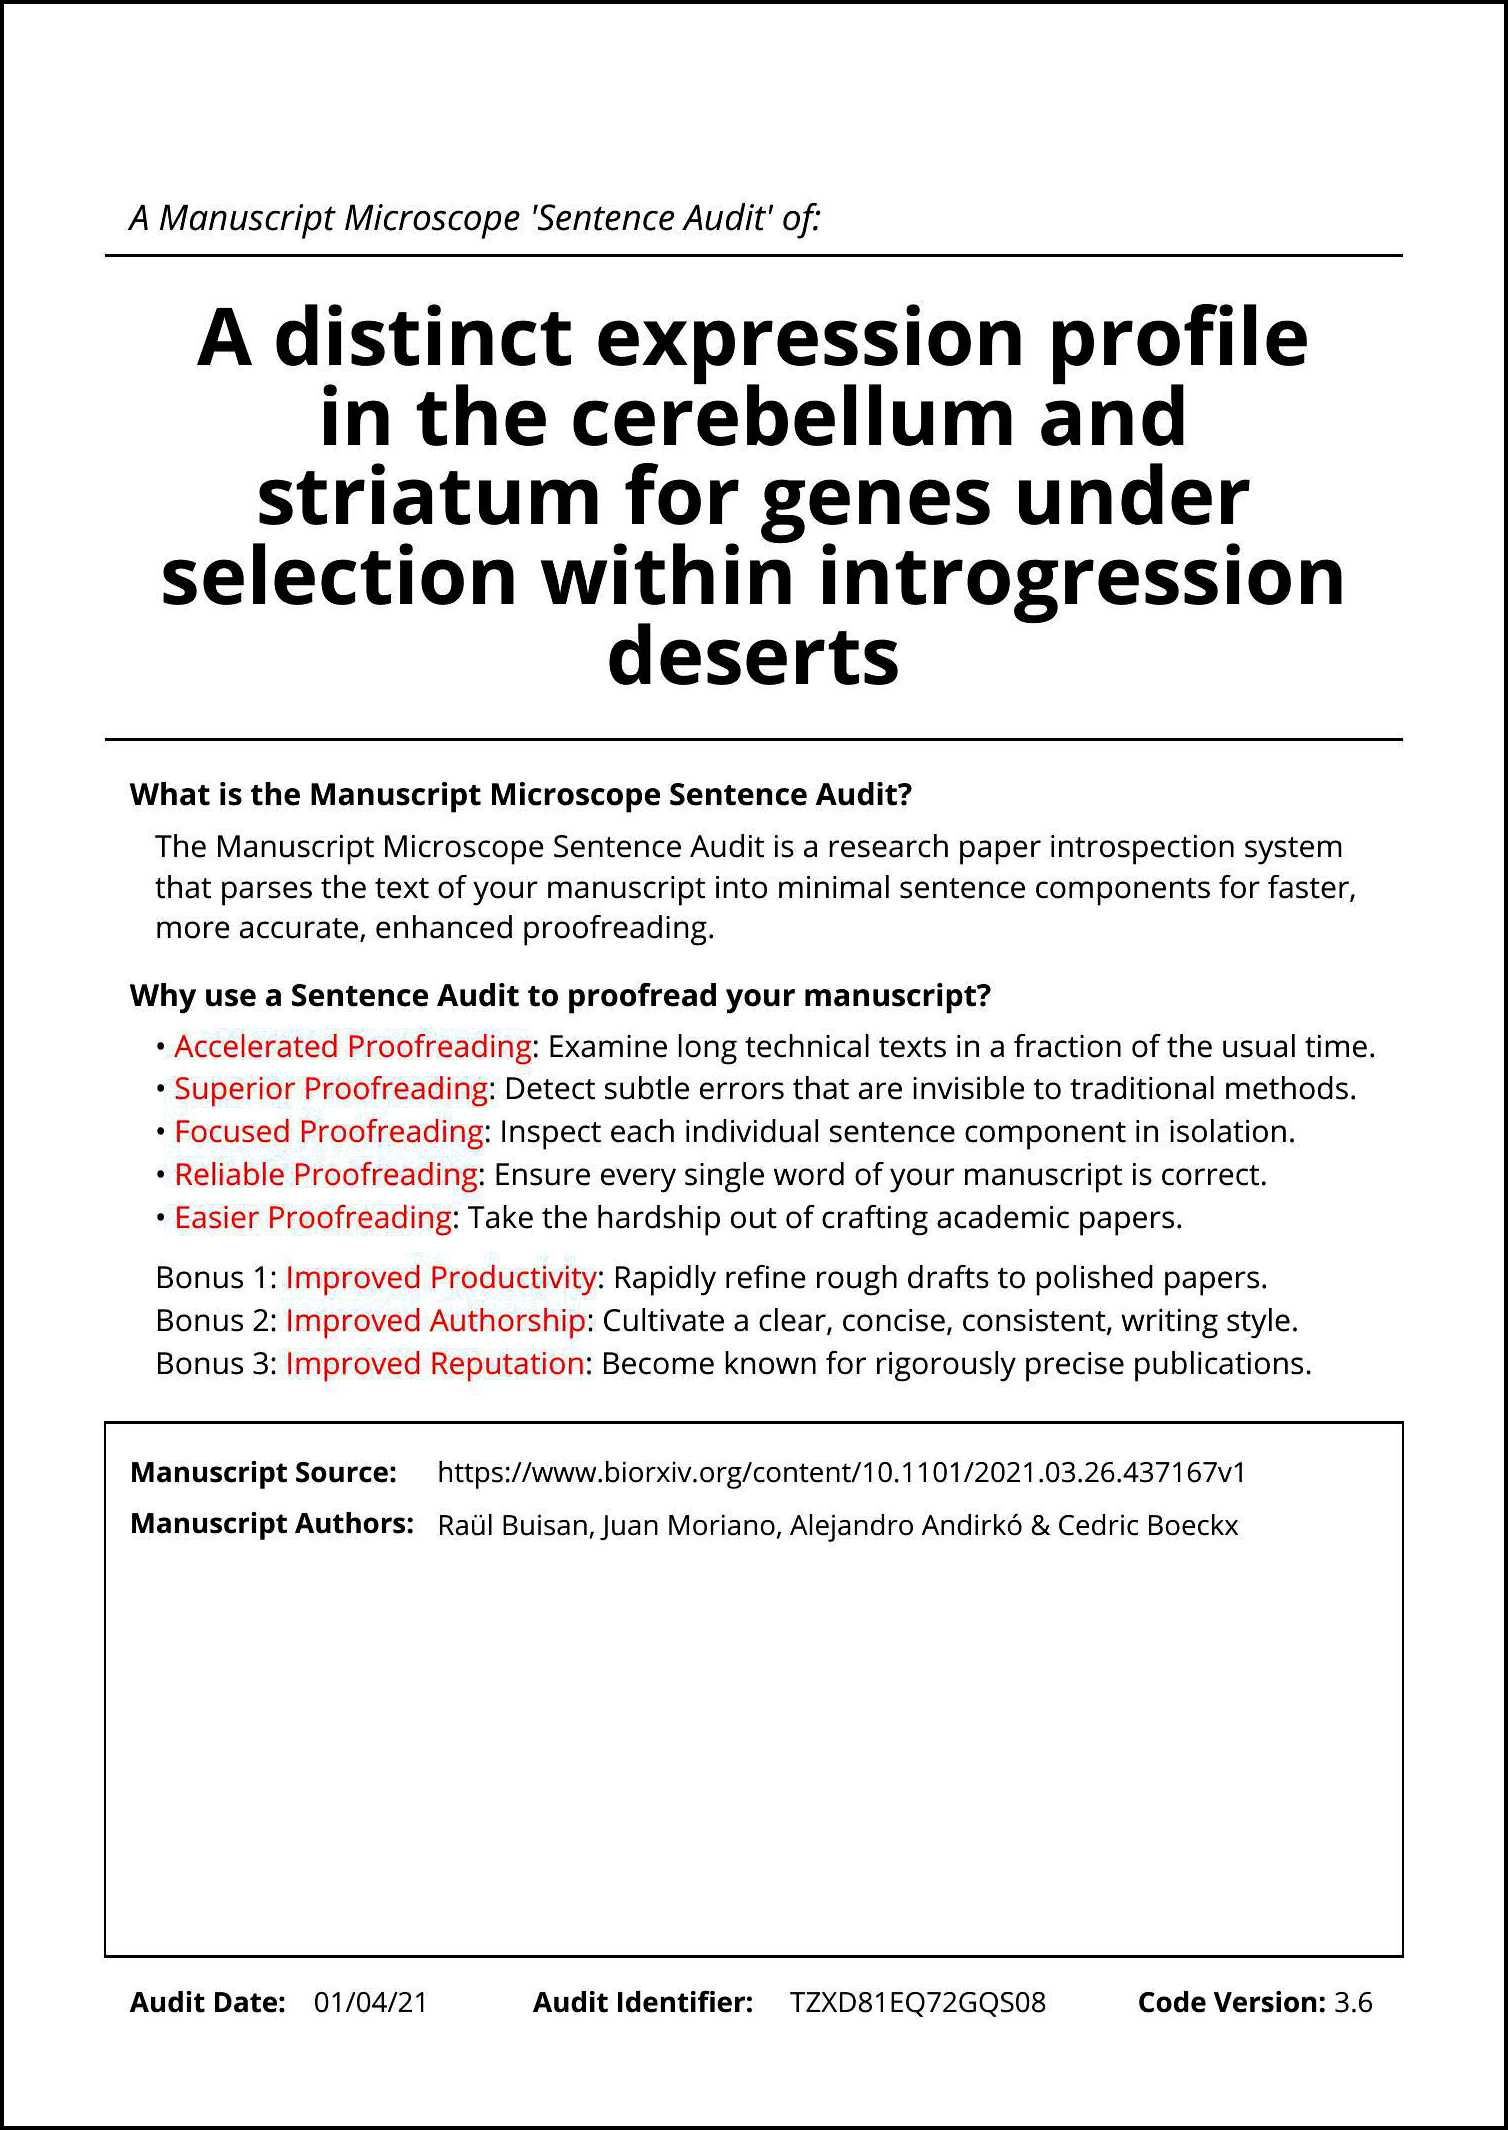 A Manuscript Microscope 'Sentence Audit' of:
A distinct expression profile
in the cerebellum and
striatum for genes under
selection within introgression
deserts
What is the Manuscript Microscope Sentence Audit?
The Manuscript Microscope Sentence Audit is a research paper introspection system
that parses the text of your manuscript into minimal sentence components for faster,
more accurate, enhanced proofreading.
Why use a Sentence Audit to proofread your manuscript?
• Accelerated Proofreading: Examine long technical texts in a fraction of the usual time.
• Superior Proofreading: Detect subtle errors that are invisible to traditional methods.
• Focused Proofreading: Inspect each individual sentence component in isolation.
• Reliable Proofreading: Ensure every single word of your manuscript is correct.
• Easier Proofreading: Take the hardship out of crafting academic papers.
Bonus 1: Improved Productivity: Rapidly refine rough drafts to polished papers.
Bonus 2: Improved Authorship: Cultivate a clear, concise, consistent, writing style.
Bonus 3: Improved Reputation: Become known for rigorously precise publications.
Manuscript Source: https://www.biorxiv.org/content/10.1101/2021.03.26.437167v1
Manuscript Authors: Raül Buisan, Juan Moriano, Alejandro Andirkó & Cedric Boeckx
Audit Date: 01/04/21 Audit Identifier: TZXD81EQ72GQS08 Code Version: 3.6